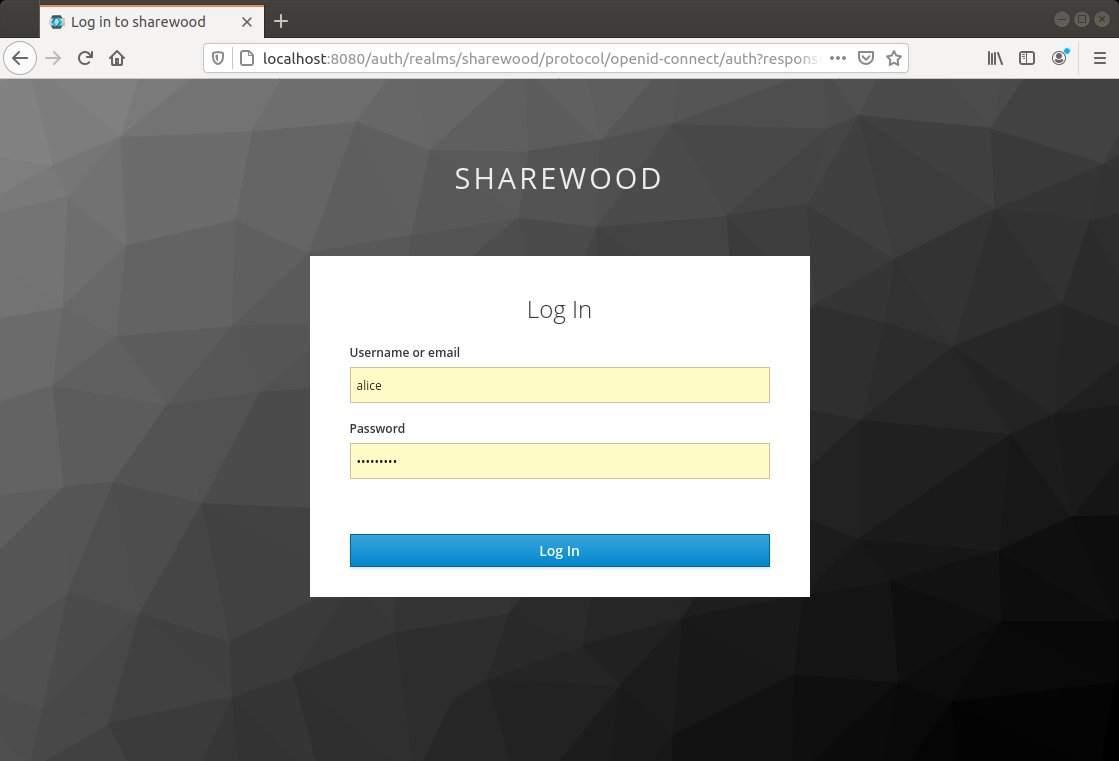 Log in to sharewood
localhost:8080/auth/realms/sharewood/protocol/openid-connect/auth?respons
SHAREWOOD
Log In
Username or email
alice
Password
•••••••••
Log In